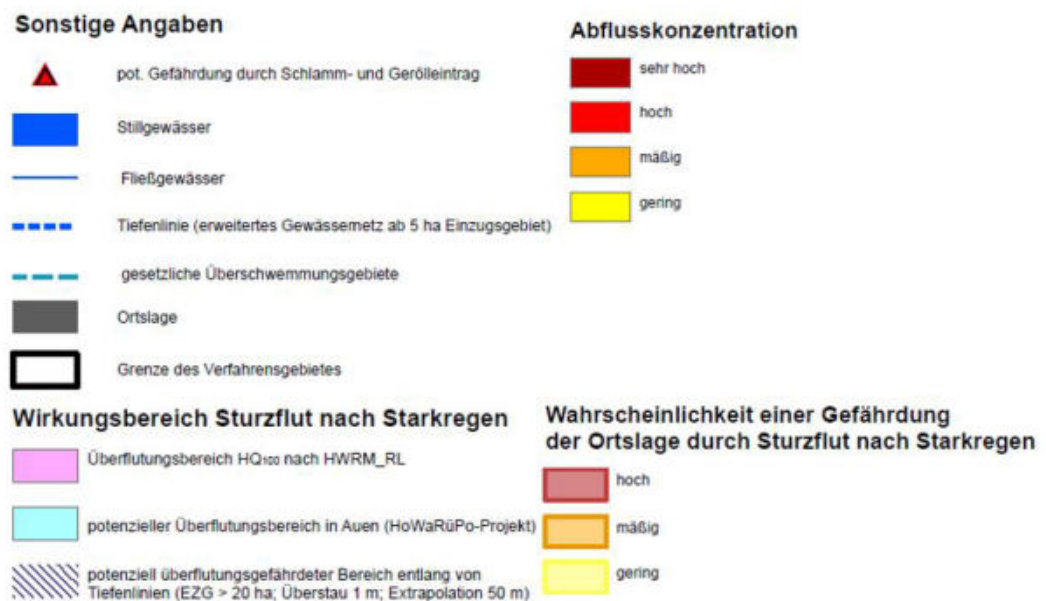 Sonstige Angaben
pot. Gefährdung durch Schlamm- und Gerölleintrag
Stillgewässer
Fließgewässer
Tiefenlinie (erweitertes Gewässernetz ab 5 ha Einzugsgebiet)
gesetzliche Überschwemmungsgebiete
Ortslage
Grenze des Verfahrensgebietes
Abflusskonzentration
sehr hoch
hoch
mäßig
gering
Wirkungsbereich Sturzflut nach Starkregen
Überflutungsbereich HQ100 nach HWRM_RL
potenzieller Überflutungsbereich in Auen (HoWaRüPo-Projekt)
potenziell überflutungsgefährdeter Bereich entlang von
Tiefenlinien (EZG > 20 ha; Überstau 1 m; Extrapolation 50 m)
Wahrscheinlichkeit einer Gefährdung
der Ortslage durch Sturzflut nach Starkregen
hoch
mäßig
gering